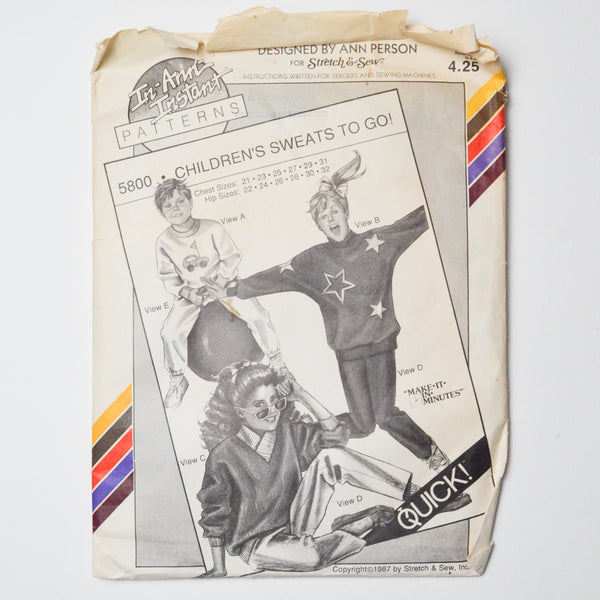 DESIGNED BY ANN PERSON
FOR Stretch & Sew®
INSTRUCTIONS WRITTEN FOR SERGERS AND SEWING MACHINES
4.25
In·An·Instant
PATTERNS
5800 • CHILDREN'S SWEATS TO GO!
Chest Sizes: 21 • 23 • 25 • 27 • 29 • 31
Hip Sizes: 22 • 24 • 26 • 28 • 30 • 32
View A
View B
View E
View D
"MAKE•IT
•IN•
MINUTES"
View C
View D
QUICK!
Copyright©1987 by Stretch & Sew, Inc.